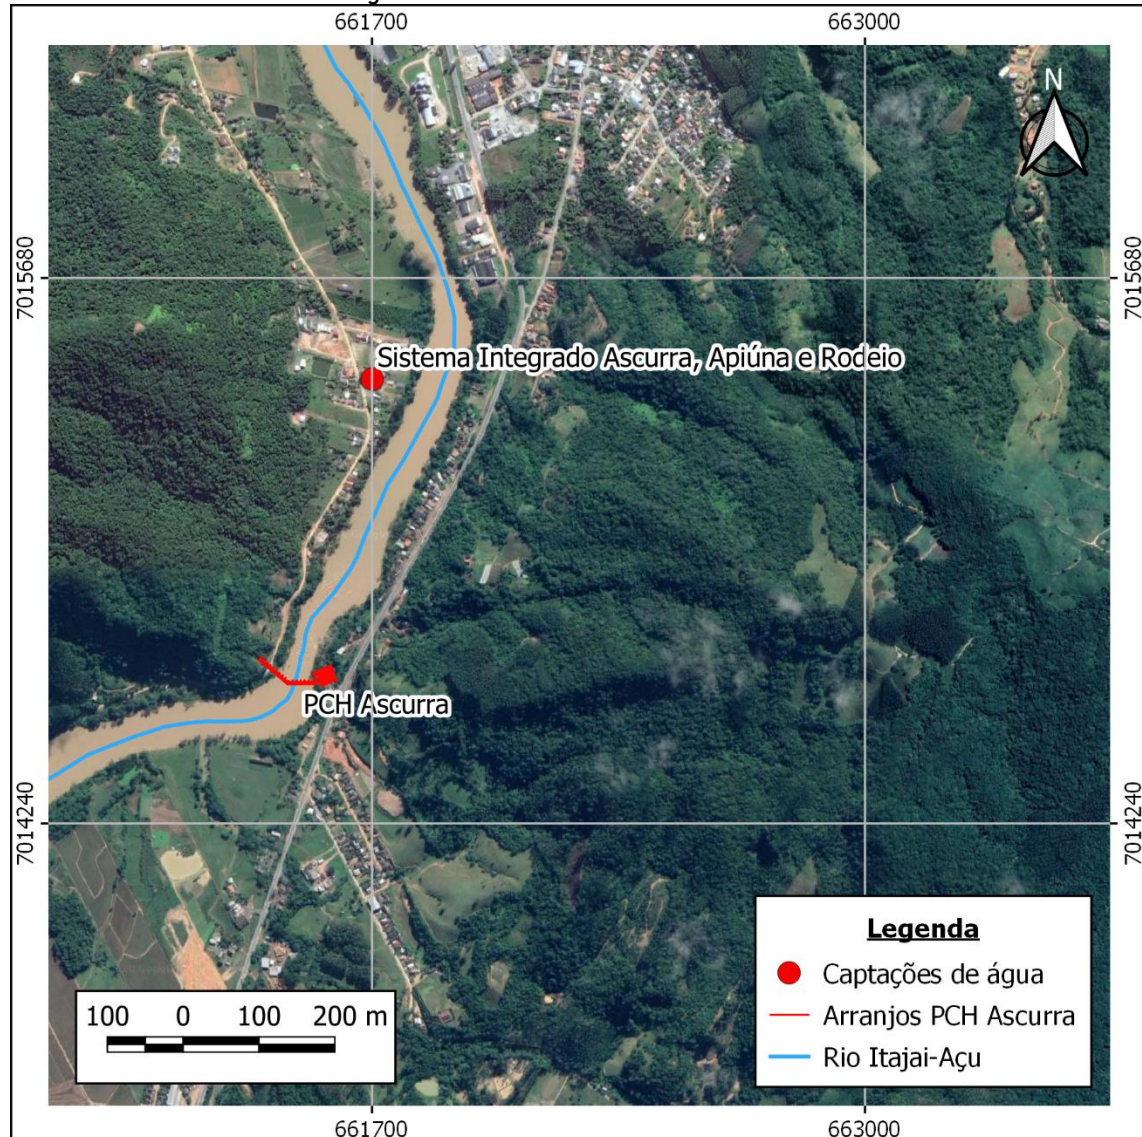 661700
663000
N
7015680
7015680
Sistema Integrado Ascurra, Apiúna e Rodeio
PCH Ascurra
7014240
7014240
Legenda
Captações de água
Arranjos PCH Ascurra
Rio Itajai-Açu
100 0 100 200 m
661700
663000